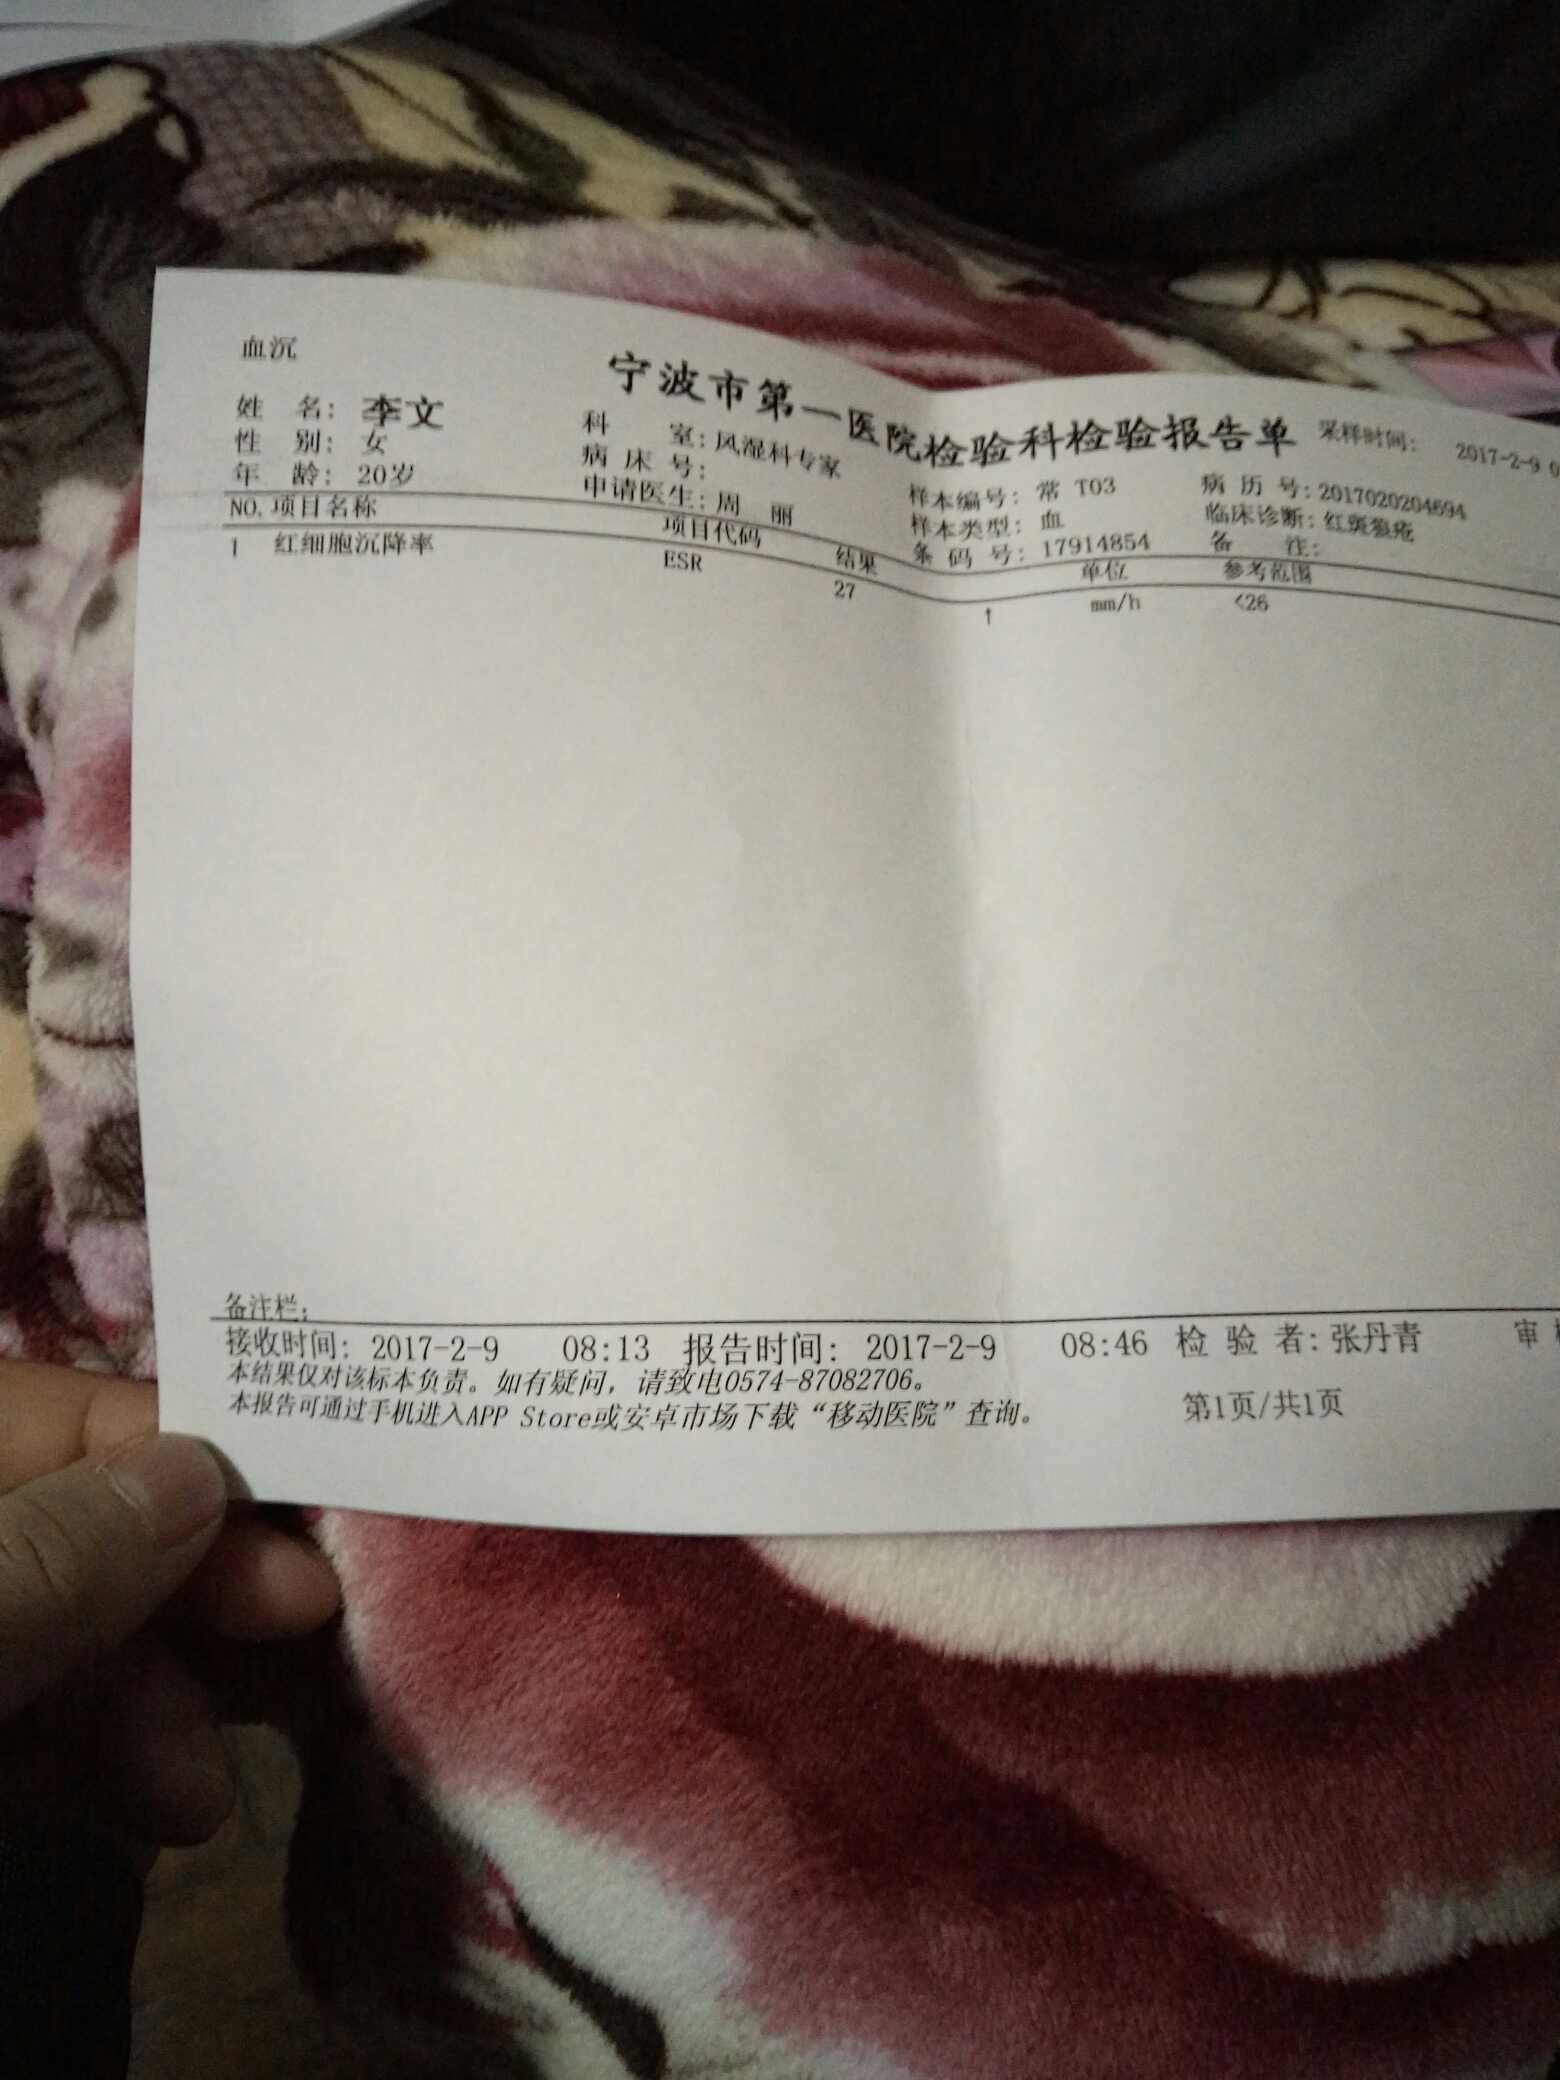 血沉
宁波市第一医院检验科检验报告单
采样时间: 2017-2-9
姓 名: 李文
科 室: 风湿科专家
样本编号: 常 T03
病 历 号: 2017020204694
性 别: 女
病 床 号:
样本类型: 血
临床诊断: 红斑狼疮
年 龄: 20岁
申请医生: 周 丽
条 码 号: 17914854
备 注:
NO. 项目名称 项目代码 结果 单位 参考范围
1 红细胞沉降率 ESR 27 ↑ mm/h <26
备注栏:
接收时间: 2017-2-9 08:13 报告时间: 2017-2-9 08:46 检 验 者: 张丹青 审
本结果仅对该标本负责。如有疑问, 请致电0574-87082706。
本报告可通过手机进入APP Store或安卓市场下载“移动医院”查询。
第1页/共1页